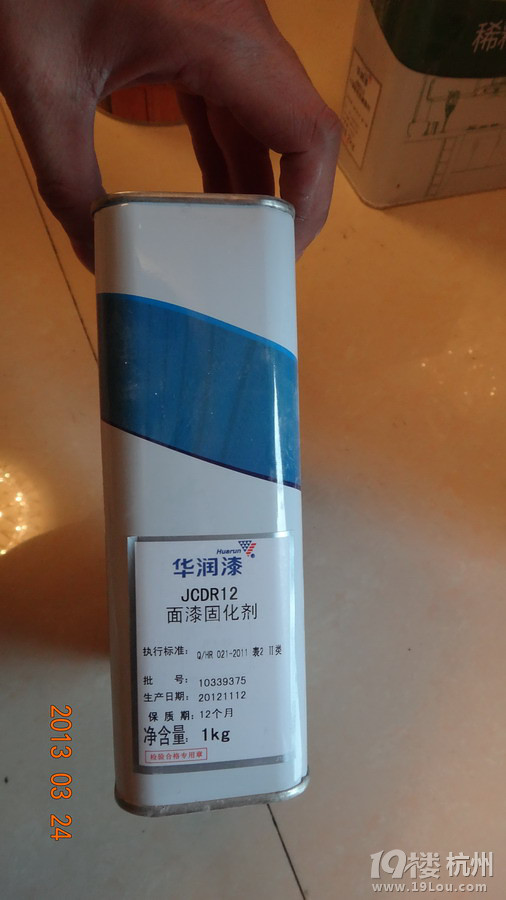 稀料
Huarun
华润漆
JCDR12
面漆固化剂
执行标准: Q/HR 021-2011 表2 II类
批 号: 10339375
生产日期: 20121112
保 质 期: 12个月
净含量: 1kg
检验合格专用章
2013 03 24
19楼 杭州
www.19Lou.com